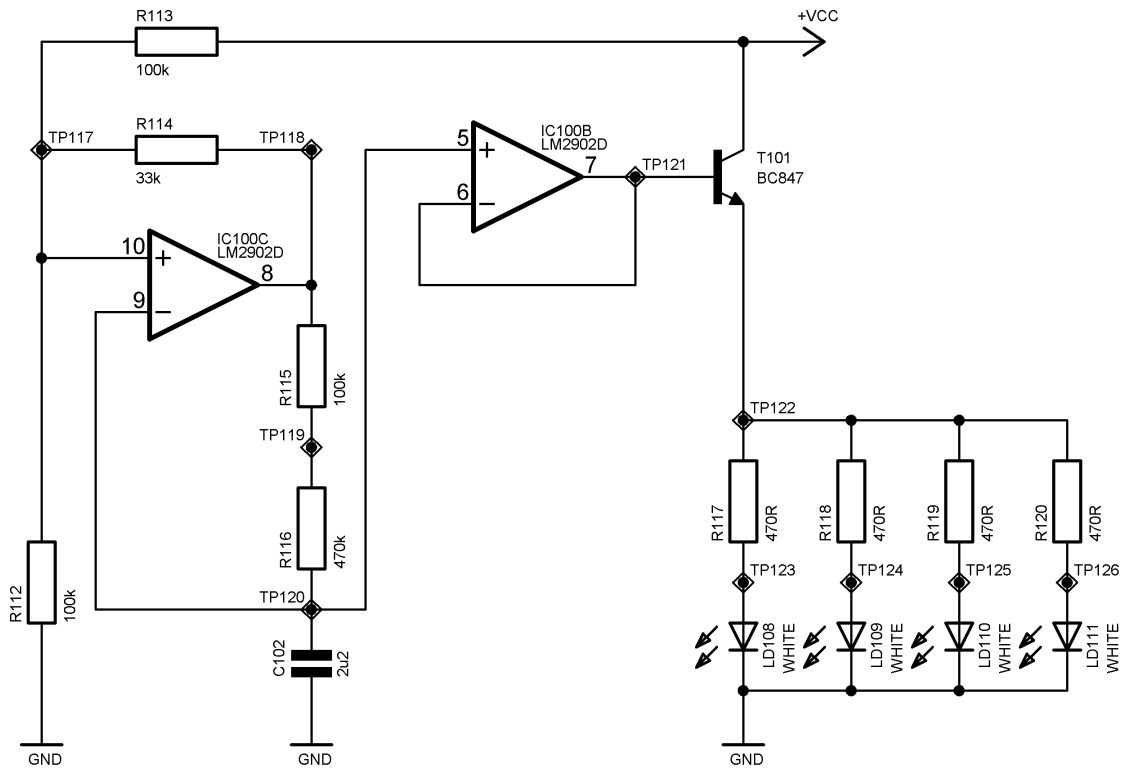 R113
100k
+VCC
TP117
R114
33k
TP118
10
+
9
−
IC100C
LM2902D
8
5
+
6
−
IC100B
LM2902D
7
TP121
T101
BC847
R115
100k
TP119
R116
470k
TP120
C102
2u2
R112
100k
GND
GND
TP122
R117
470R
R118
470R
R119
470R
R120
470R
TP123
TP124
TP125
TP126
LD108
WHITE
LD109
WHITE
LD110
WHITE
LD111
WHITE
GND